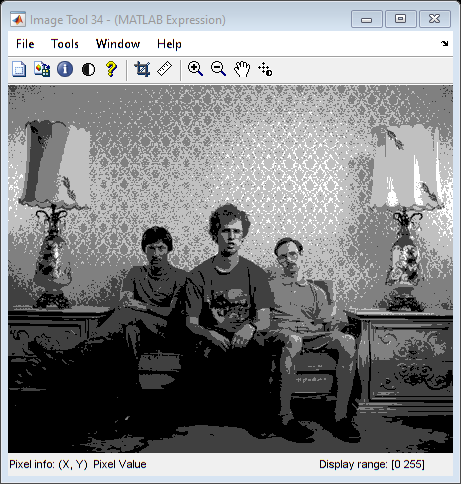 Image Tool 34 - (MATLAB Expression)
File Tools Window Help
Pixel info: (X, Y) Pixel Value
Display range: [0 255]